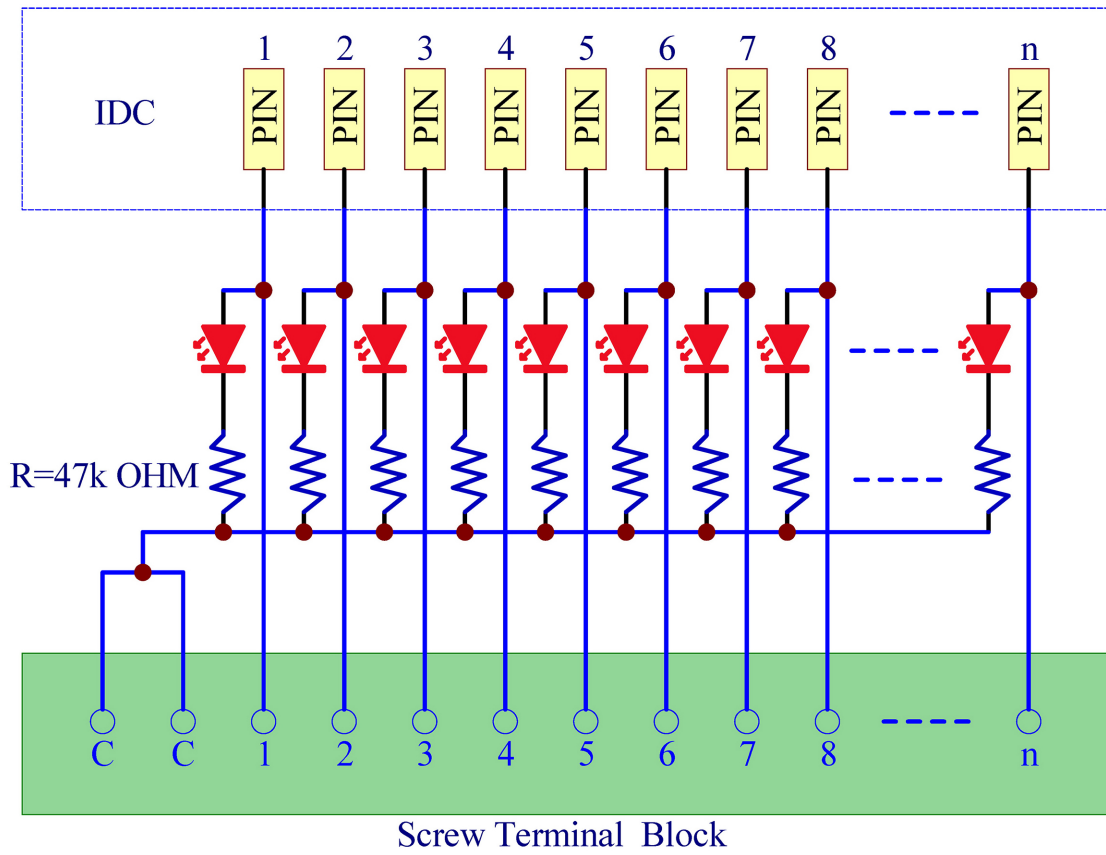 1 2 3 4 5 6 7 8 n
IDC PIN PIN PIN PIN PIN PIN PIN PIN PIN
R=47k OHM
C C 1 2 3 4 5 6 7 8 n
Screw Terminal Block